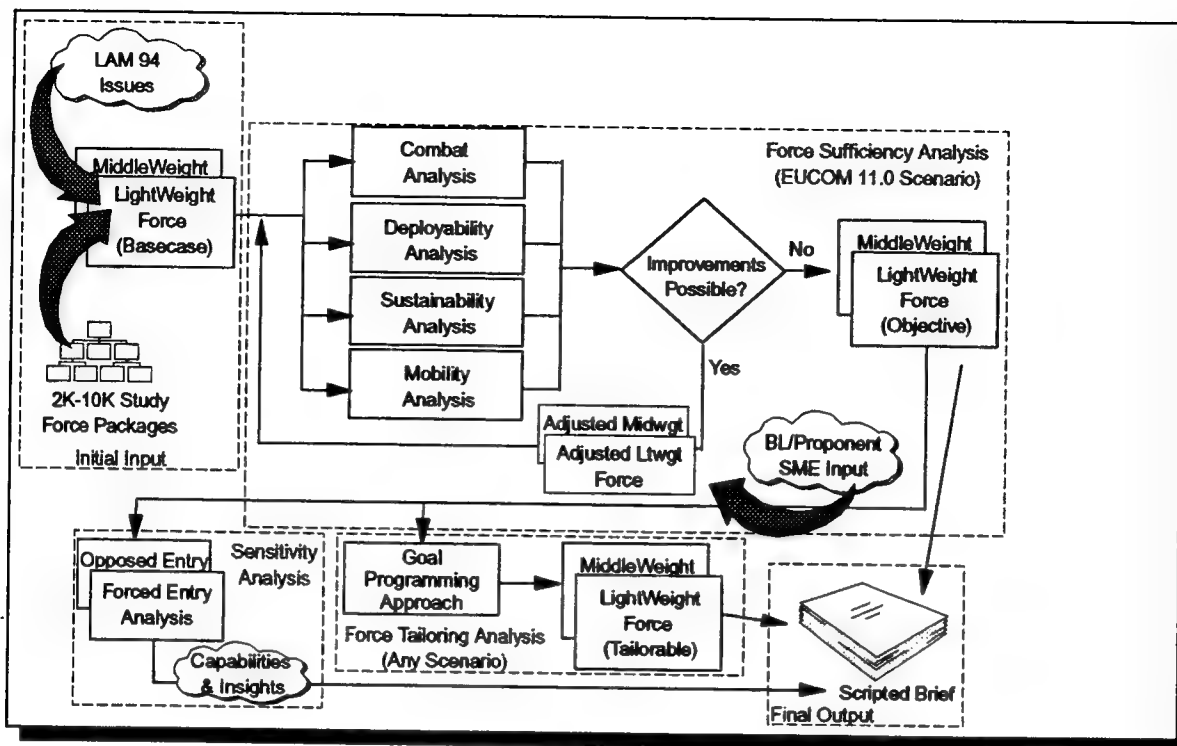 LAM 94
Issues
MiddleWeight
LightWeight
Force
(Basecase)
2K-10K Study
Force Packages
Initial Input
Combat
Analysis
Deployability
Analysis
Sustainability
Analysis
Mobility
Analysis
Force Sufficiency Analysis
(EUCOM 11.0 Scenario)
Improvements
Possible?
No
Yes
MiddleWeight
LightWeight
Force
(Objective)
Adjusted Midwgt
Adjusted Ltwgt
Force
BL/Proponent
SME Input
Opposed Entry
Forced Entry
Analysis
Sensitivity
Analysis
Capabilities
& Insights
Goal
Programming
Approach
Force Tailoring Analysis
(Any Scenario)
MiddleWeight
LightWeight
Force
(Tailorable)
Scripted Brief
Final Output